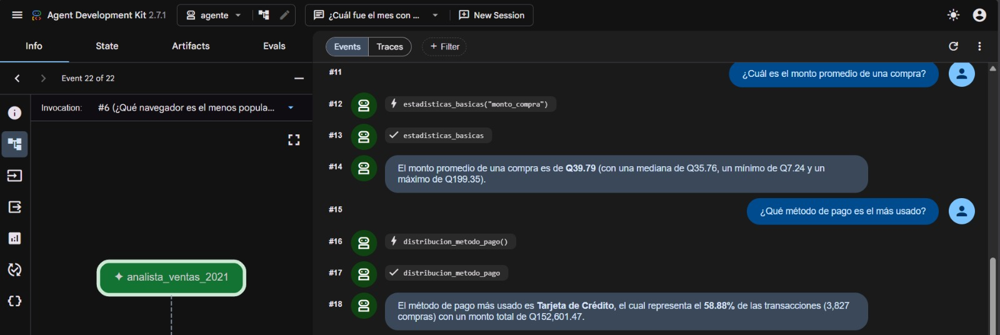 Agent Development Kit 2.7.1
agente
¿Cuál fue el mes con ...
New Session
Info
State
Artifacts
Evals
Events
Traces
+ Filter
Event 22 of 22
Invocation:
#6 (¿Qué navegador es el menos popula...
analista_ventas_2021
#11
¿Cuál es el monto promedio de una compra?
#12
estadisticas_basicas("monto_compra")
#13
estadisticas_basicas
#14
El monto promedio de una compra es de Q39.79 (con una mediana de Q35.76, un mínimo de Q7.24 y un
máximo de Q199.35).
#15
¿Qué método de pago es el más usado?
#16
distribucion_metodo_pago()
#17
distribucion_metodo_pago
#18
El método de pago más usado es Tarjeta de Crédito, el cual representa el 58.88% de las transacciones (3,827
compras) con un monto total de Q152,601.47.